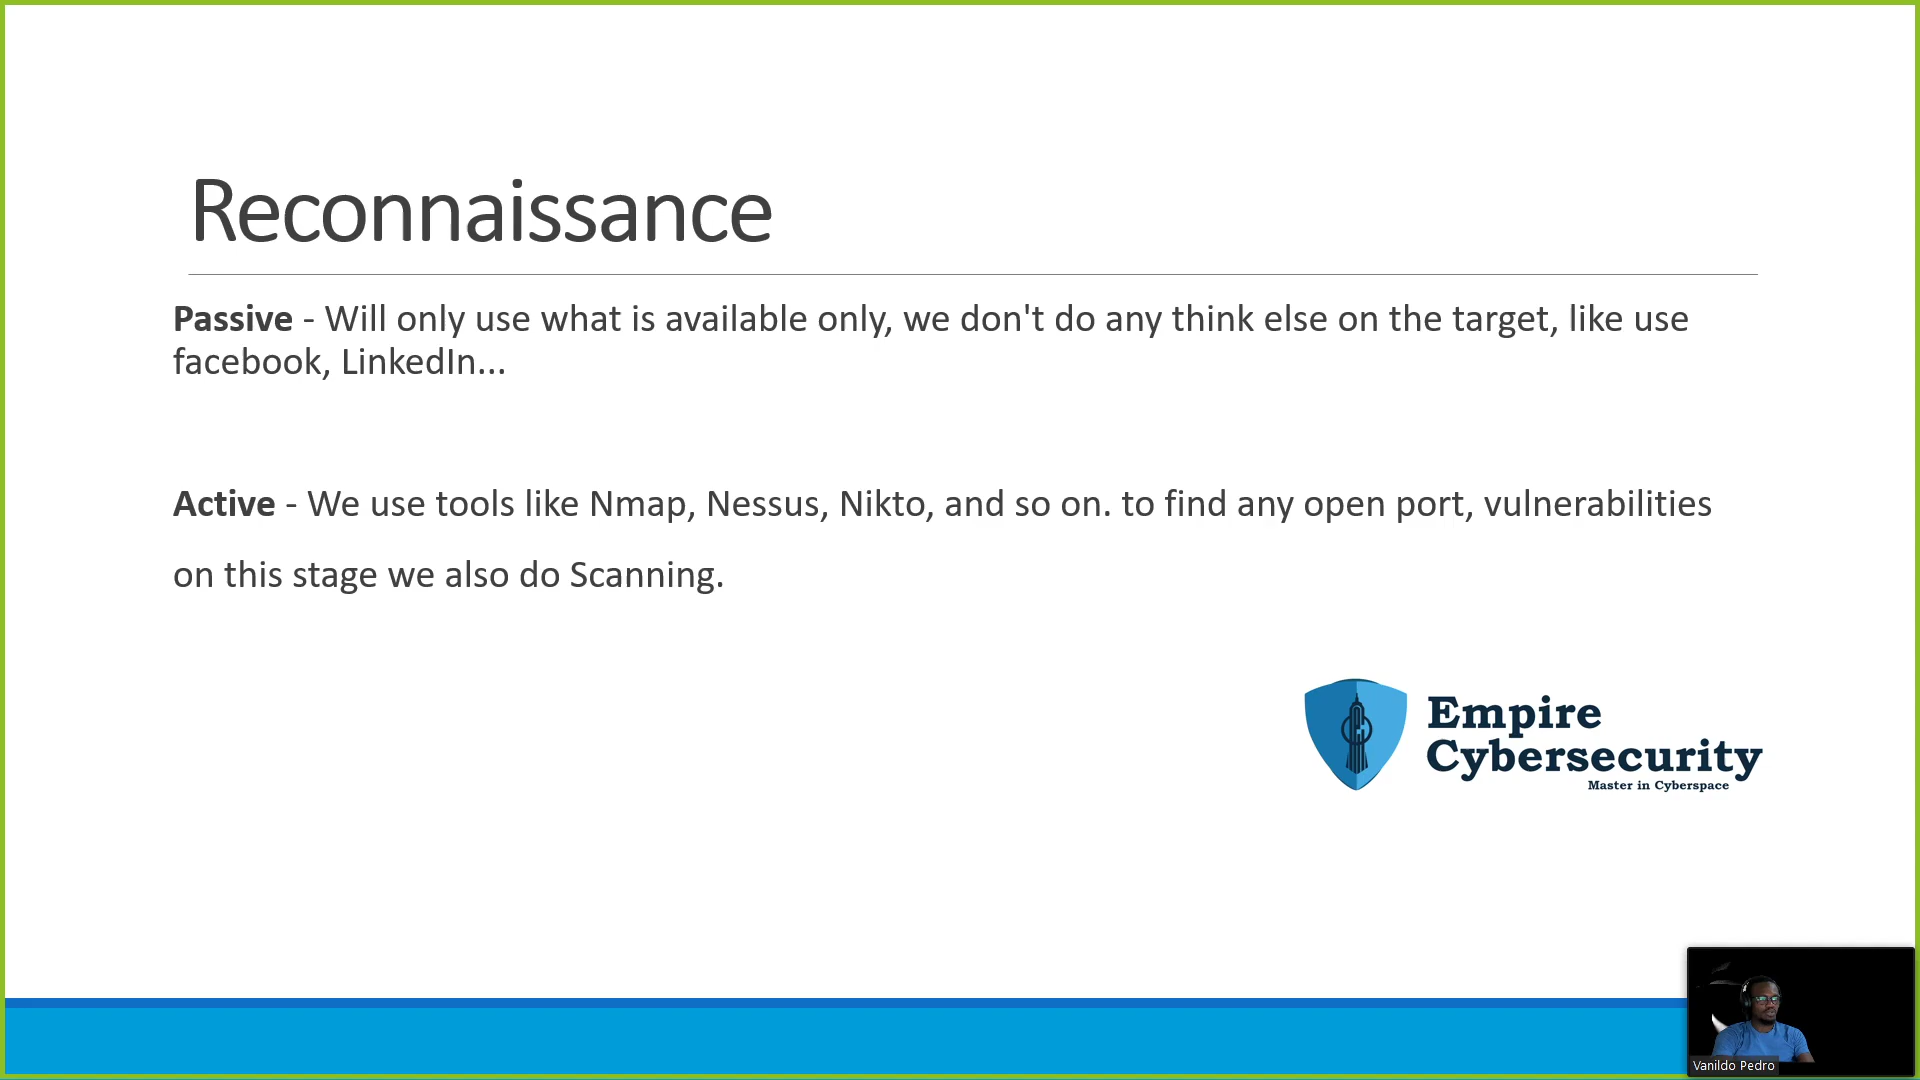 Reconnaissance
Passive - Will only use what is available only, we don't do any think else on the target, like use
facebook, LinkedIn...
Active - We use tools like Nmap, Nessus, Nikto, and so on. to find any open port, vulnerabilities
on this stage we also do Scanning.
Empire
Cybersecurity
Master in Cyberspace
Vanildo Pedro